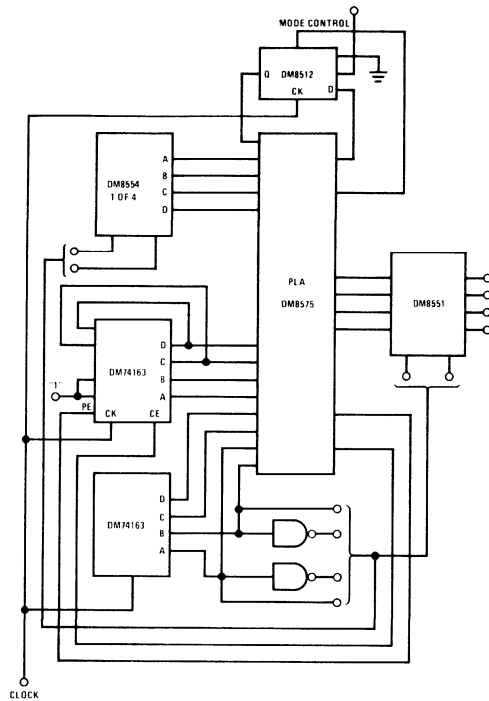 MODE CONTROL
DM8512
Q
D
CK
DM8554
1 OF 4
A
B
C
D
PLA
DM8575
DM8551
DM74163
D
C
B
A
"1"
PE
CK
CE
DM74163
D
C
B
A
CLOCK